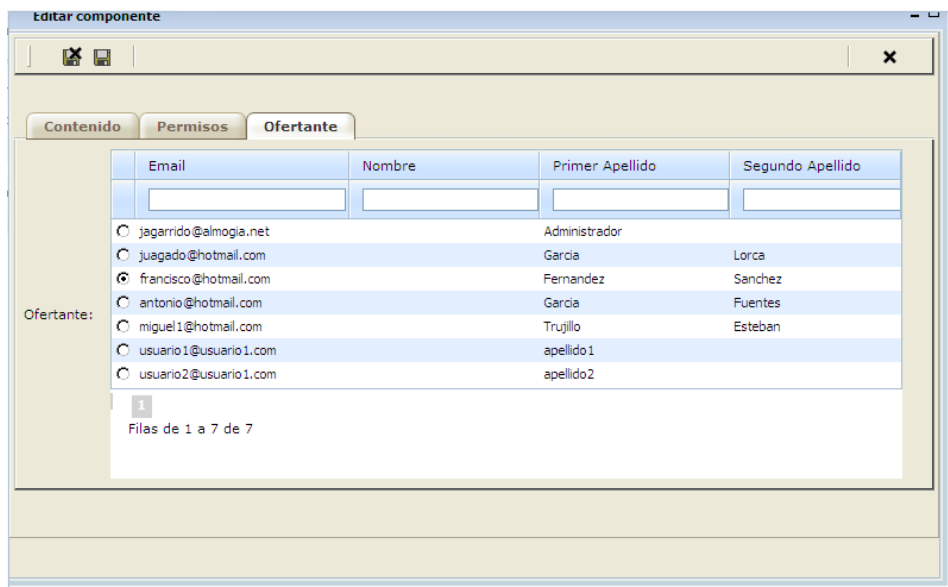 Editar componente
Contenido Permisos Ofertante
Email Nombre Primer Apellido Segundo Apellido
jagarrido@almogia.net Administrador
juagado@hotmail.com Garcia Lorca
francisco@hotmail.com Fernandez Sanchez
antonio@hotmail.com Garcia Fuentes
Ofertante:
miguel1@hotmail.com Trujillo Esteban
usuario1@usuario1.com apellido1
usuario2@usuario1.com apellido2
1
Filas de 1 a 7 de 7